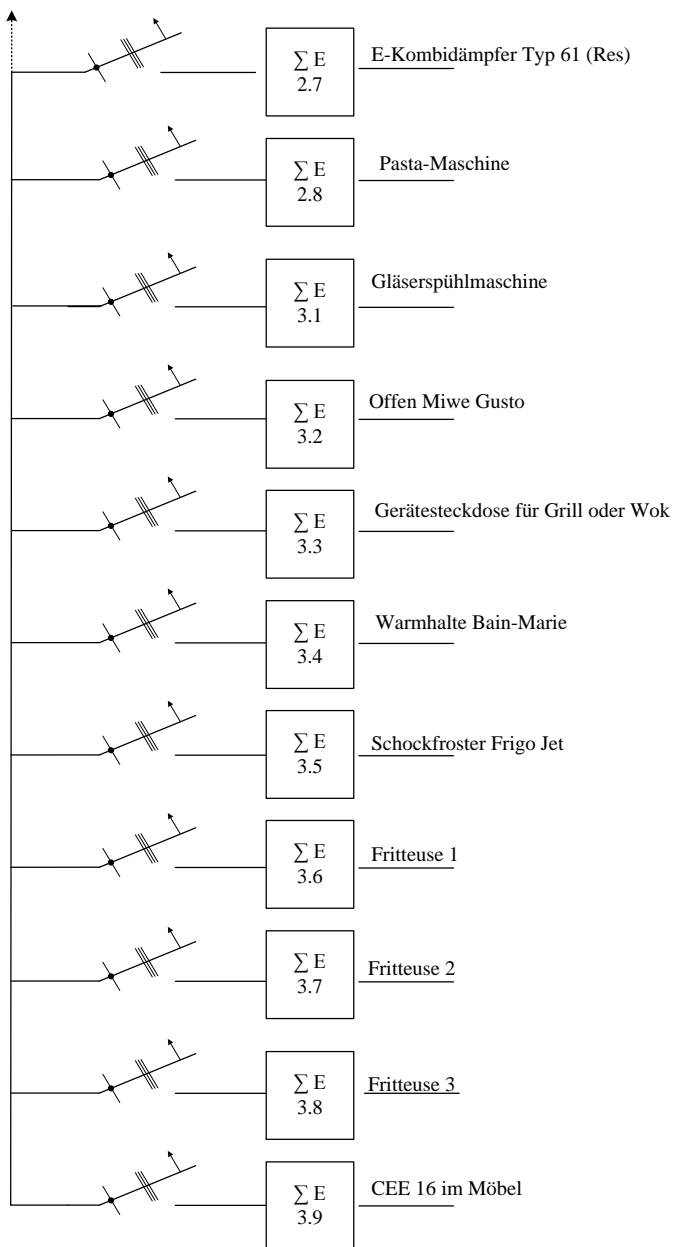 ∑ E
2.7
E-Kombidämpfer Typ 61 (Res)
∑ E
2.8
Pasta-Maschine
∑ E
3.1
Gläserspühlmaschine
∑ E
3.2
Offen Miwe Gusto
∑ E
3.3
Gerätesteckdose für Grill oder Wok
∑ E
3.4
Warmhalte Bain-Marie
∑ E
3.5
Schockfroster Frigo Jet
∑ E
3.6
Fritteuse 1
∑ E
3.7
Fritteuse 2
∑ E
3.8
Fritteuse 3
∑ E
3.9
CEE 16 im Möbel